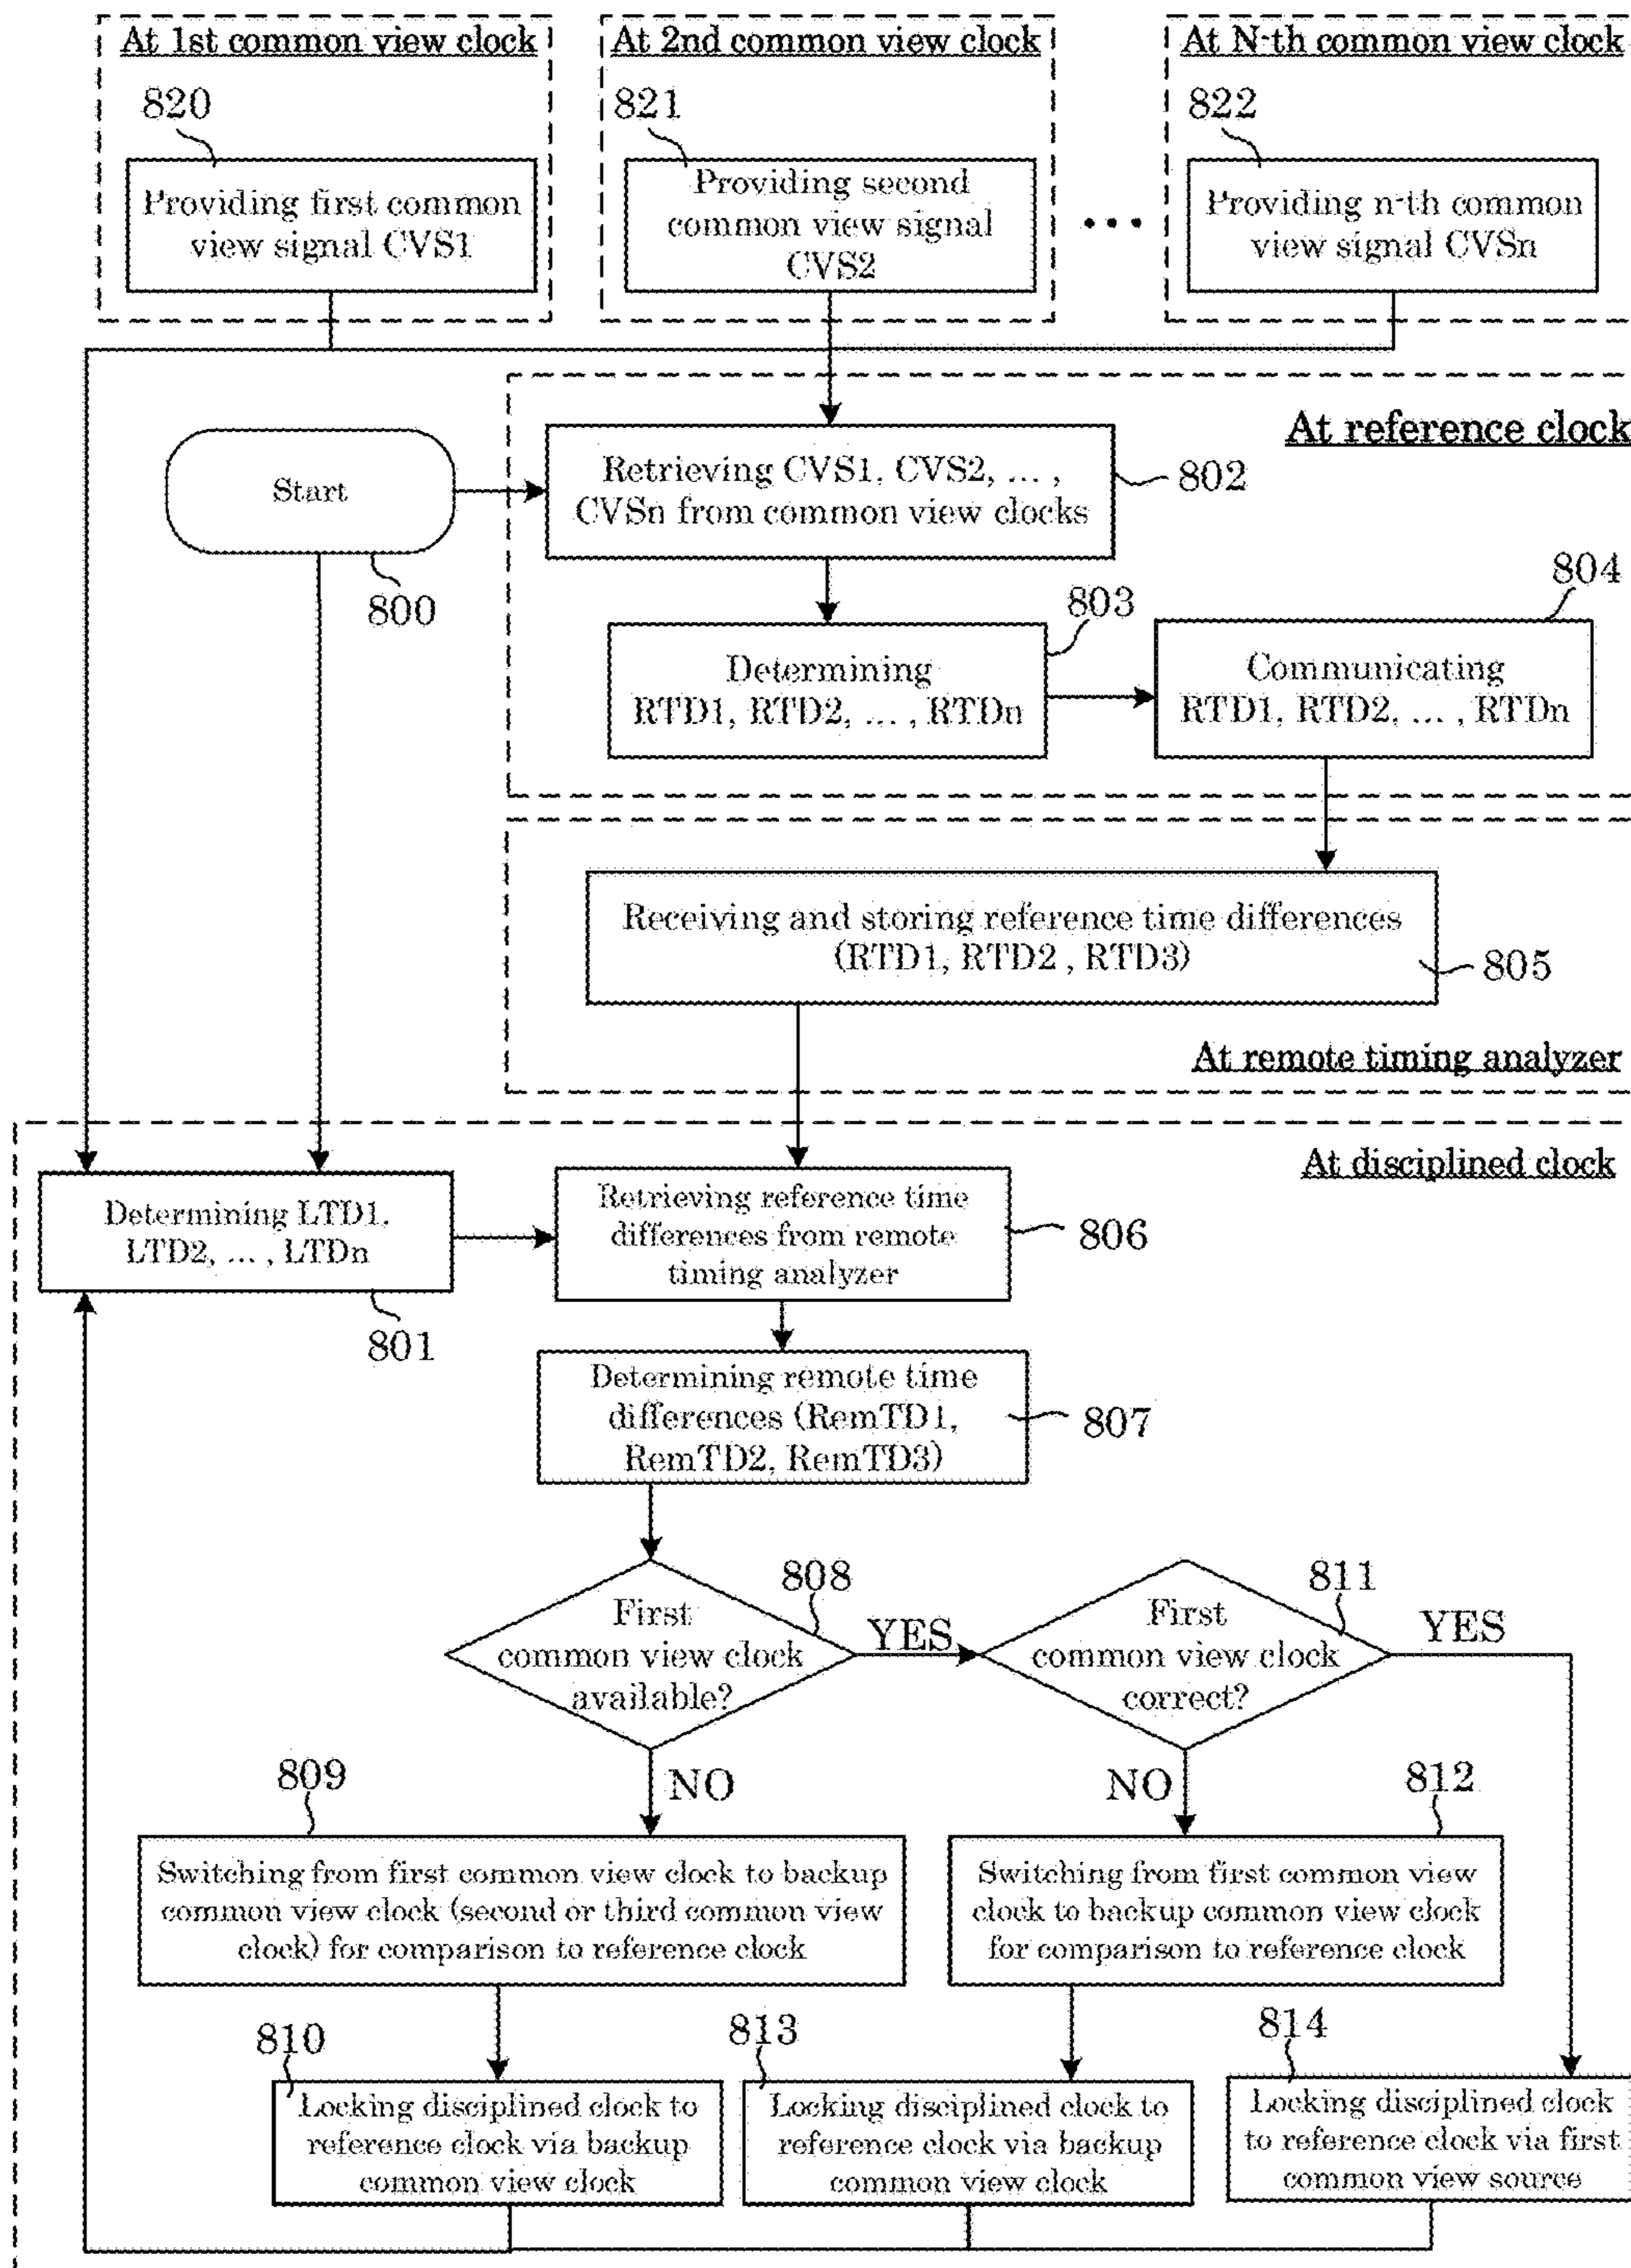 At 1st common view clock
At 2nd common view clock
At N-th common view clock
820
821
822
Providing first common
view signal CVS1
Providing second
common view signal
CVS2
• • •
Providing n-th common
view signal CVSn
At reference clock
Start
800
Retrieving CVS1, CVS2, ... ,
CVSn from common view clocks
802
803
804
Determining
RTD1, RTD2, ... , RTDn
Communicating
RTD1, RTD2, ... , RTDn
Receiving and storing reference time differences
(RTD1, RTD2 , RTD3)
805
At remote timing analyzer
At disciplined clock
Determining LTD1,
LTD2, ... , LTDn
801
Retrieving reference time
differences from remote
timing analyzer
806
Determining remote time
differences (RemTD1,
RemTD2, RemTD3)
807
808
First
common view clock
available?
YES
811
First
common view clock
correct?
YES
NO
NO
809
812
Switching from first common view clock to backup
common view clock (second or third common view
clock) for comparison to reference clock
Switching from first common view
clock to backup common view clock
for comparison to reference clock
810
813
814
Locking disciplined clock to
reference clock via backup
common view clock
Locking disciplined clock to
reference clock via backup
common view clock
Locking disciplined clock
to reference clock via first
common view source